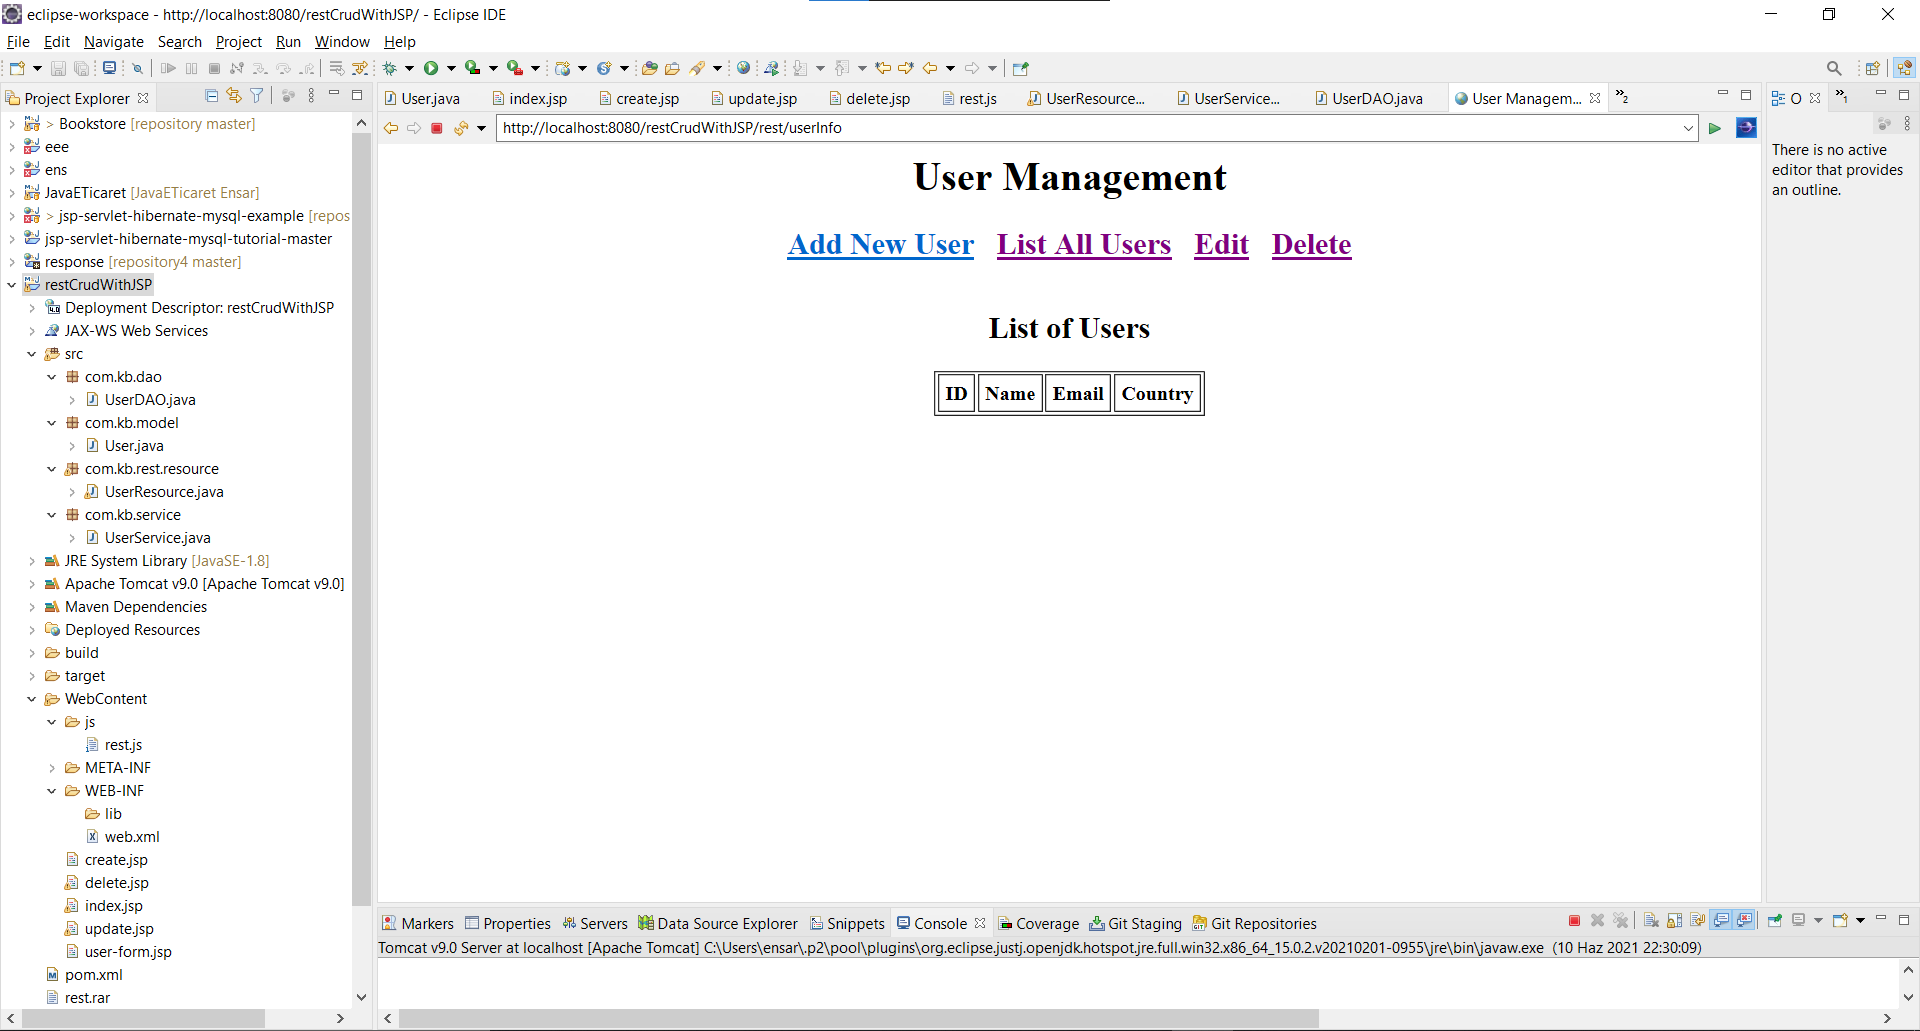 eclipse-workspace - http://localhost:8080/restCrudWithJSP/ - Eclipse IDE
File Edit Navigate Search Project Run Window Help
Project Explorer
> Bookstore [repository master]
eee
ens
JavaETicaret [JavaETicaret Ensar]
> jsp-servlet-hibernate-mysql-example [repos
jsp-servlet-hibernate-mysql-tutorial-master
response [repository4 master]
restCrudWithJSP
Deployment Descriptor: restCrudWithJSP
JAX-WS Web Services
src
com.kb.dao
UserDAO.java
com.kb.model
User.java
com.kb.rest.resource
UserResource.java
com.kb.service
UserService.java
JRE System Library [JavaSE-1.8]
Apache Tomcat v9.0 [Apache Tomcat v9.0]
Maven Dependencies
Deployed Resources
build
target
WebContent
js
rest.js
META-INF
WEB-INF
lib
web.xml
create.jsp
delete.jsp
index.jsp
update.jsp
user-form.jsp
pom.xml
rest.rar
User.java index.jsp create.jsp update.jsp delete.jsp rest.js UserResource... UserService... UserDAO.java User Managem... »2
http://localhost:8080/restCrudWithJSP/rest/userInfo
User Management
Add New User List All Users Edit Delete
List of Users
ID Name Email Country
O »1
There is no active
editor that provides
an outline.
Markers Properties Servers Data Source Explorer Snippets Console Coverage Git Staging Git Repositories
Tomcat v9.0 Server at localhost [Apache Tomcat] C:\Users\ensar\.p2\pool\plugins\org.eclipse.justj.openjdk.hotspot.jre.full.win32.x86_64_15.0.2.v20210201-0955\jre\bin\javaw.exe (10 Haz 2021 22:30:09)